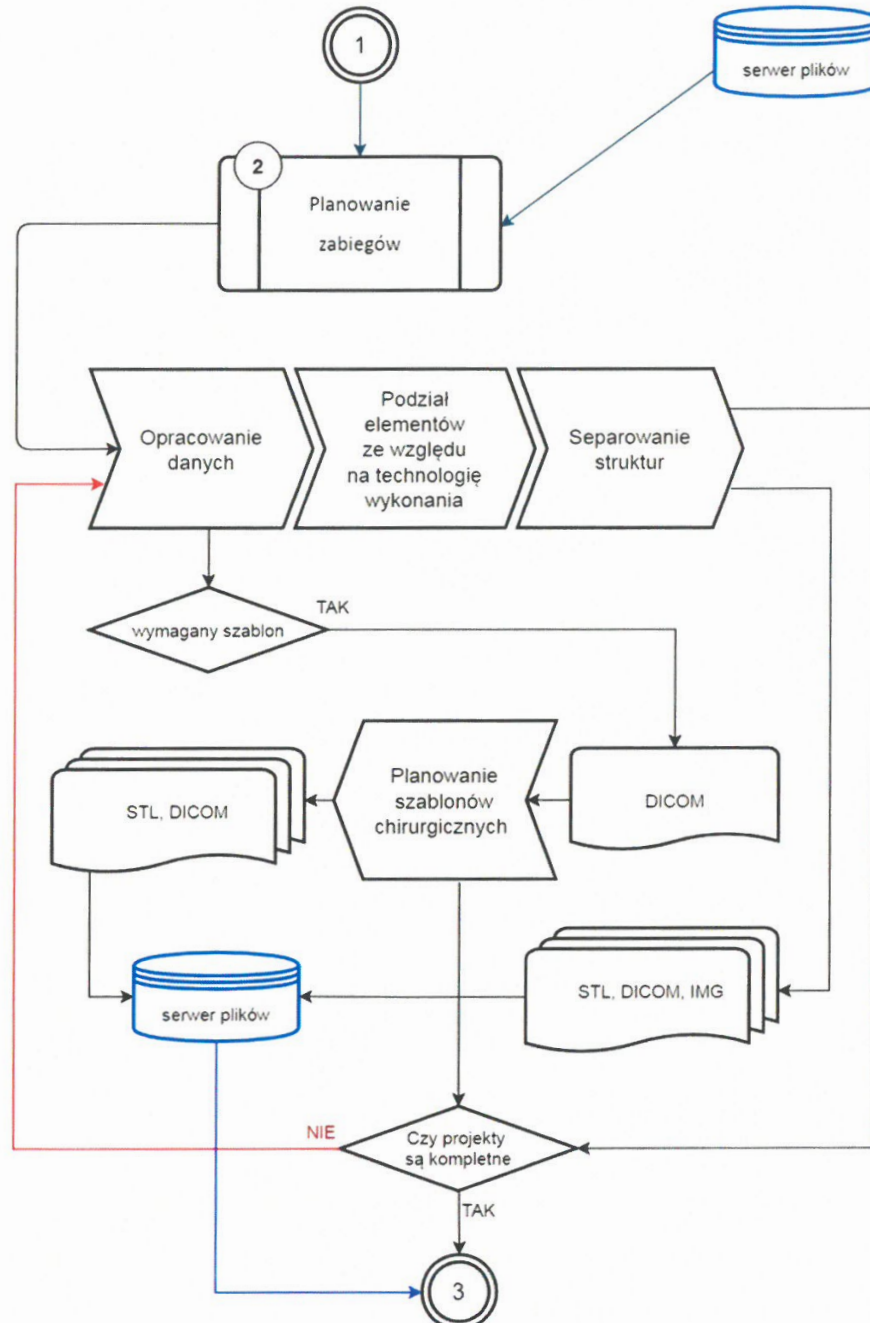 1
serwer plików
2
Planowanie
zabiegów
Opracowanie
danych
Podział
elementów
ze względu
na technologię
wykonania
Separowanie
struktur
wymagany szablon
TAK
STL, DICOM
Planowanie
szablonów
chirurgicznych
DICOM
serwer plików
STL, DICOM, IMG
NIE
Czy projekty
są kompletne
TAK
3